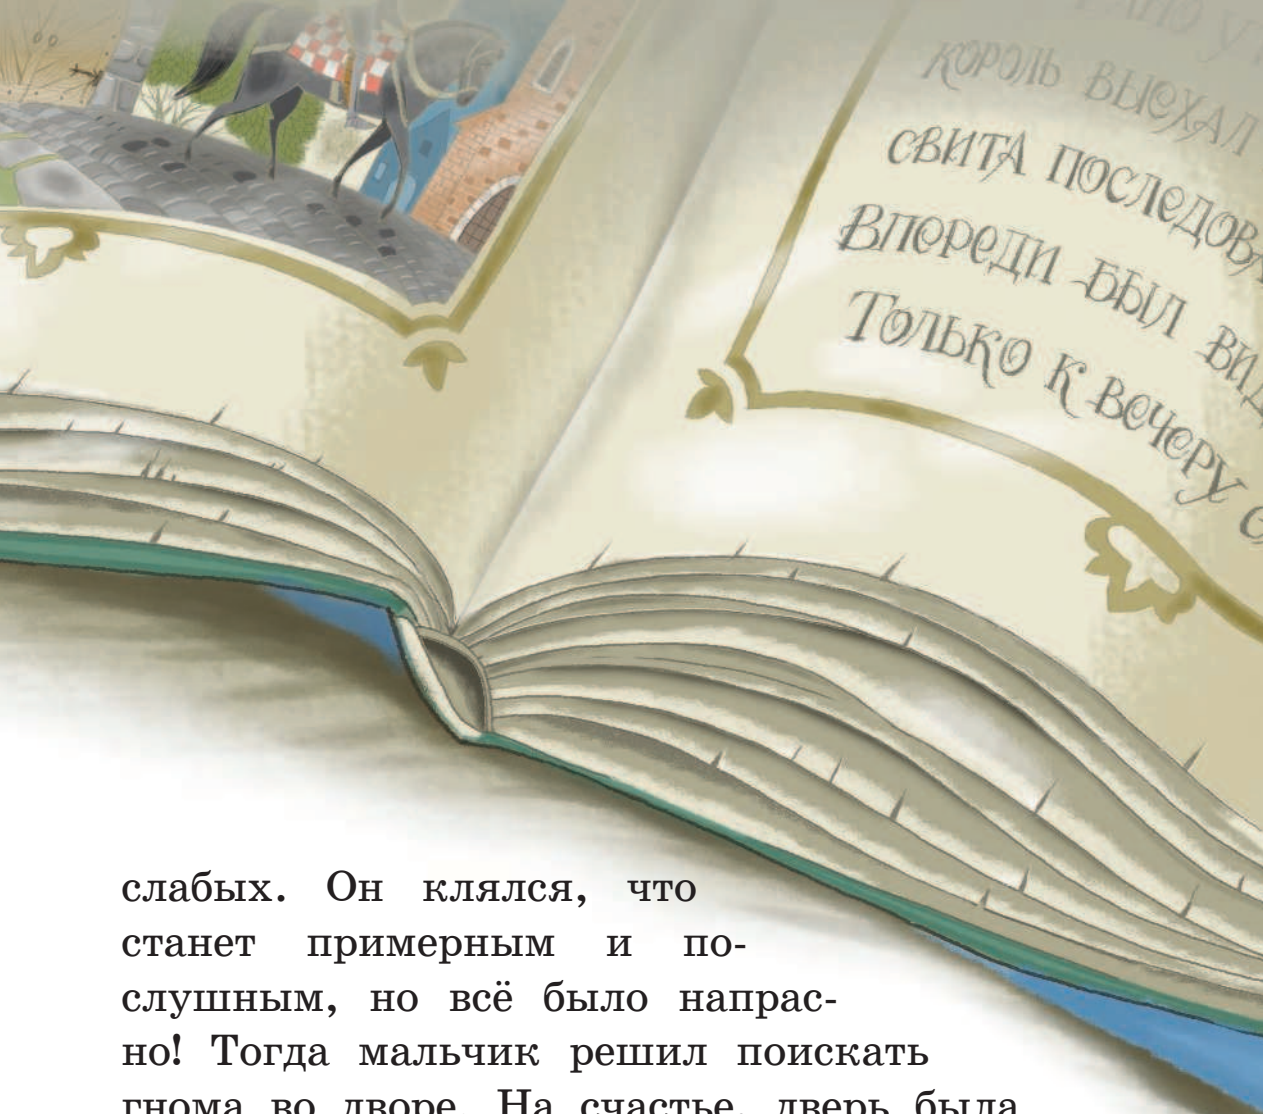 король выехал
свита последов
Впереди был
Только к вечеру
слабых. Он клялся, что
станет примерным и по-
слушным, но всё было напрас-
но! Тогда мальчик решил поискать
гнома во дворе. На счастье, дверь была